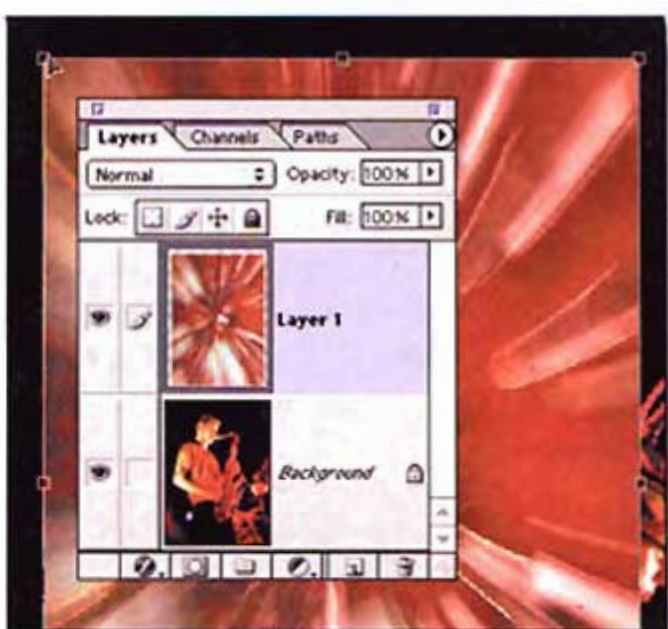 Layers Channels Paths
Normal Opacity: 100%
Lock: Fill: 100%
Layer 1
Background